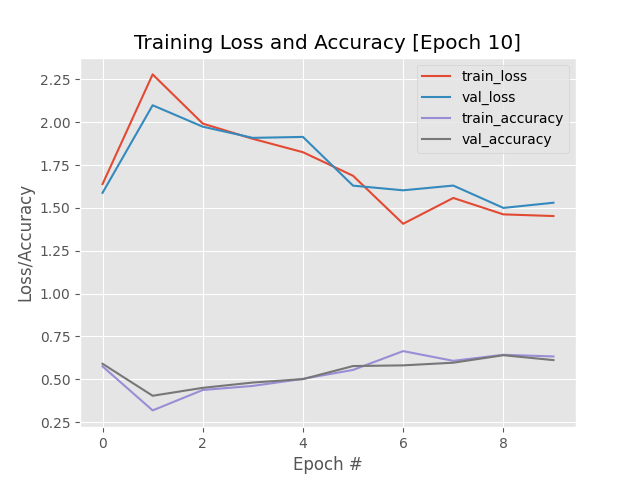 Training Loss and Accuracy [Epoch 10]
train_loss
val_loss
train_accuracy
val_accuracy
Loss/Accuracy
2.25
2.00
1.75
1.50
1.25
1.00
0.75
0.50
0.25
0 2 4 6 8
Epoch #